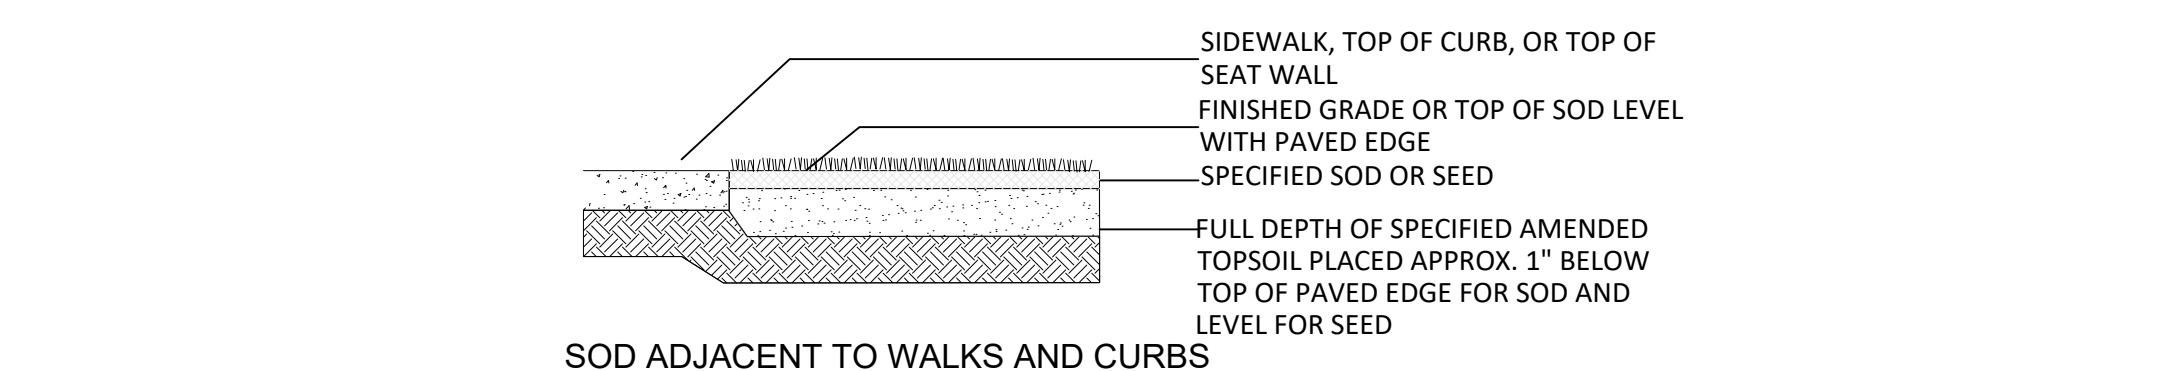 SIDEWALK, TOP OF CURB, OR TOP OF
SEAT WALL
FINISHED GRADE OR TOP OF SOD LEVEL
WITH PAVED EDGE
SPECIFIED SOD OR SEED
FULL DEPTH OF SPECIFIED AMENDED
TOPSOIL PLACED APPROX. 1" BELOW
TOP OF PAVED EDGE FOR SOD AND
LEVEL FOR SEED
SOD ADJACENT TO WALKS AND CURBS